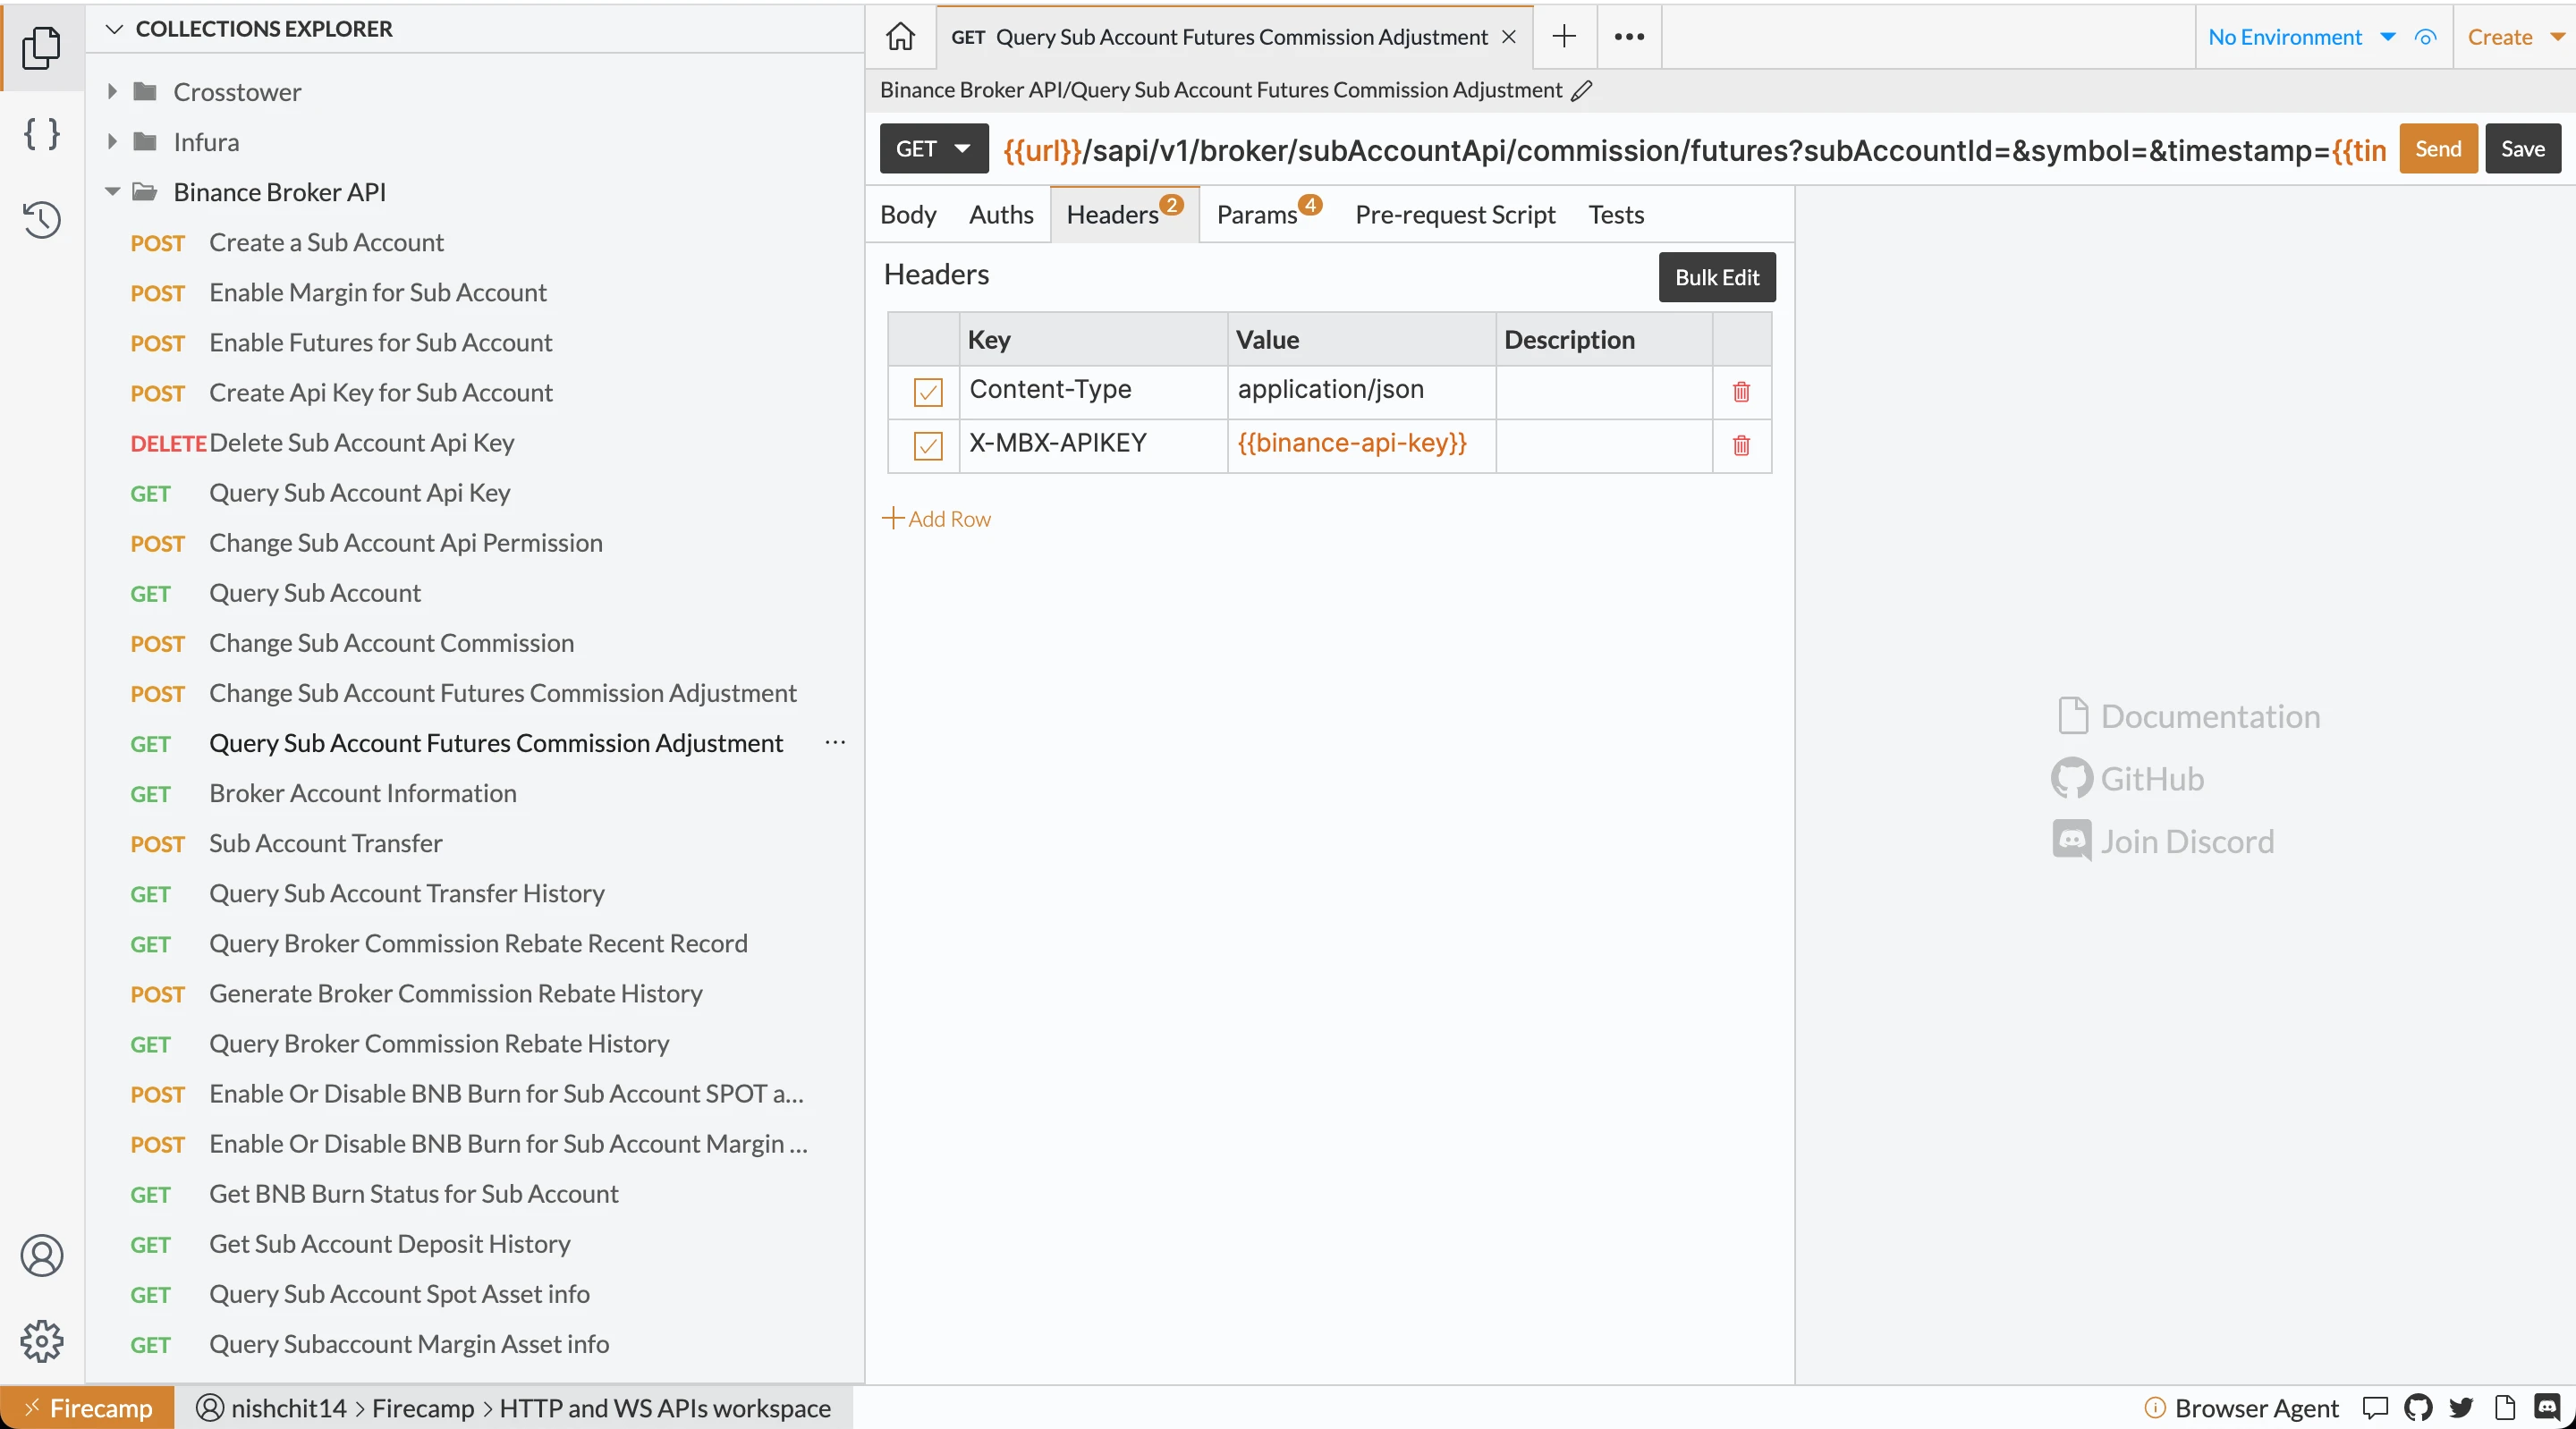 COLLECTIONS EXPLORER
Crosstower
Infura
Binance Broker API
POST Create a Sub Account
POST Enable Margin for Sub Account
POST Enable Futures for Sub Account
POST Create Api Key for Sub Account
DELETE Delete Sub Account Api Key
GET Query Sub Account Api Key
POST Change Sub Account Api Permission
GET Query Sub Account
POST Change Sub Account Commission
POST Change Sub Account Futures Commission Adjustment
GET Query Sub Account Futures Commission Adjustment ...
GET Broker Account Information
POST Sub Account Transfer
GET Query Sub Account Transfer History
GET Query Broker Commission Rebate Recent Record
POST Generate Broker Commission Rebate History
GET Query Broker Commission Rebate History
POST Enable Or Disable BNB Burn for Sub Account SPOT a...
POST Enable Or Disable BNB Burn for Sub Account Margin ...
GET Get BNB Burn Status for Sub Account
GET Get Sub Account Deposit History
GET Query Sub Account Spot Asset info
GET Query Subaccount Margin Asset info
GET Query Sub Account Futures Commission Adjustment
No Environment
Create
Binance Broker API/Query Sub Account Futures Commission Adjustment
GET {{url}}/sapi/v1/broker/subAccountApi/commission/futures?subAccountId=&symbol=&timestamp={{tin Send Save
Body Auths Headers 2 Params 4 Pre-request Script Tests
Headers Bulk Edit
Key Value Description
Content-Type application/json
X-MBX-APIKEY {{binance-api-key}}
Add Row
Documentation
GitHub
Join Discord
Firecamp nishchit14 > Firecamp > HTTP and WS APIs workspace Browser Agent